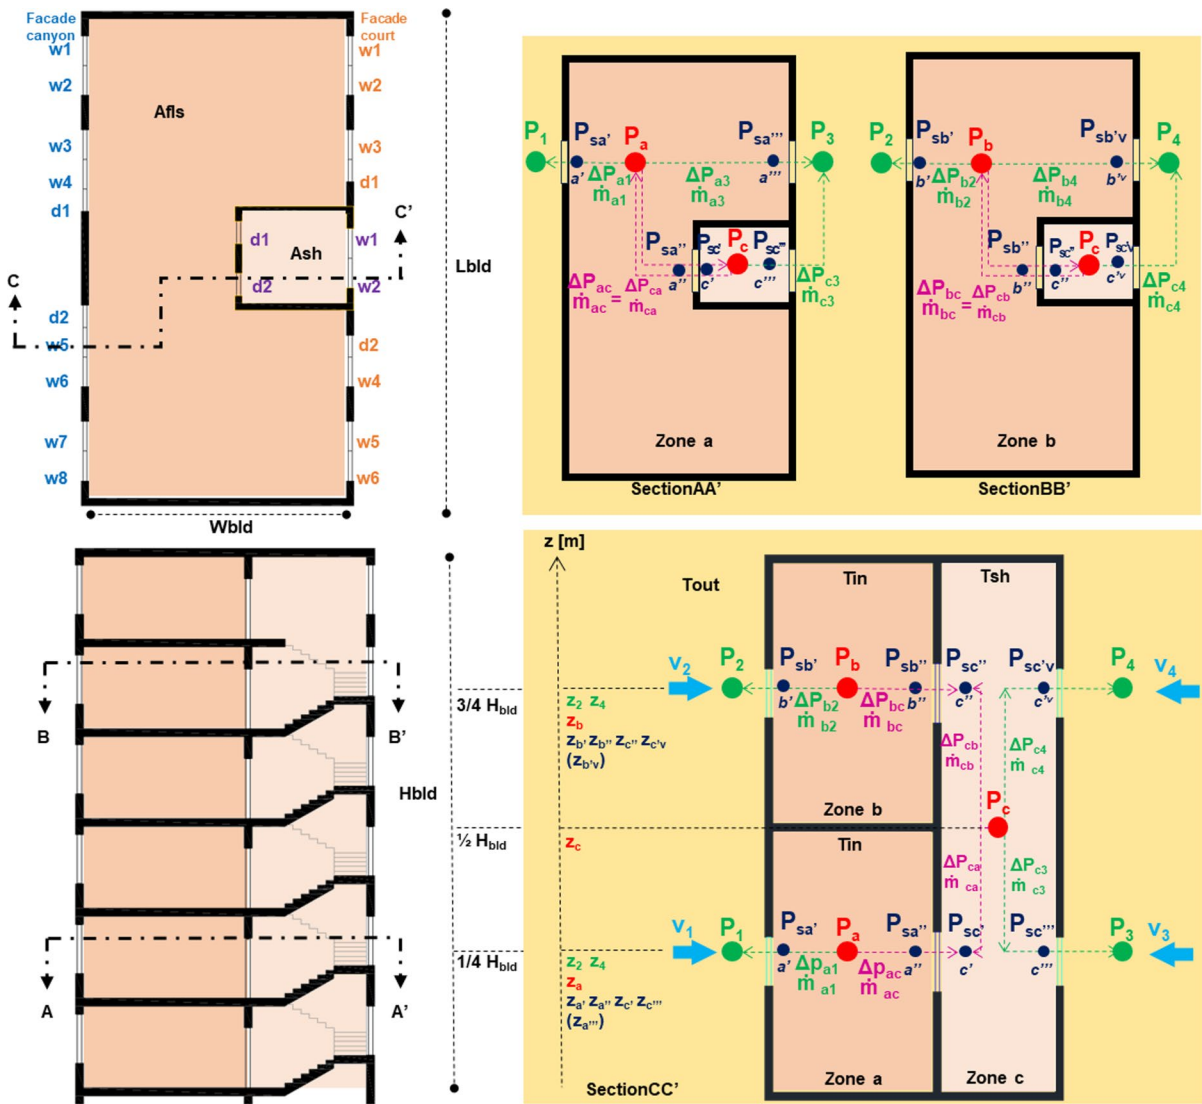 Facade
canyon
Facade
court
w1
w1
w2
w2
Afls
w3
w3
w4
d1
d1
C'
d1
w1
Ash
C
d2
w2
d2
w5
d2
w6
w4
w7
w5
w8
w6
Wbld
Lbld
P1
Psa'
Pa
Psa'''
P3
a'
ΔPa1
ṁa1
ΔPa3
ṁa3
a'''
Psa''
Psc'
Pc
Psc'''
a''
c'
c'''
ΔPac
ṁac
=
ΔPca
ṁca
ΔPc3
ṁc3
Zone a
SectionAA'
P2
Psb'
Pb
Psb'v
P4
b'
ΔPb2
ṁb2
ΔPb4
ṁb4
b'v
Psb''
Psc''
Pc
Psc'v
b''
c''
c'v
ΔPbc
ṁbc
=
ΔPcb
ṁcb
ΔPc4
ṁc4
Zone b
SectionBB'
B
B'
A
A'
Hbld
3/4 Hbld
½ Hbld
1/4 Hbld
z [m]
Tout
Tin
Tsh
v2
P2
Psb'
Pb
Psb''
Psc''
Psc'v
P4
v4
z2 z4
zb
zb' zb'' zc'' zc'v
(zb'v)
b'
ΔPb2
ṁ b2
ΔPbc
ṁ bc
b''
c''
c'v
ΔPcb
ṁcb
ΔPc4
ṁ c4
Zone b
Pc
zc
Tin
ΔPca
ṁ ca
ΔPc3
ṁ c3
v1
P1
Psa'
Pa
Psa''
Psc'
Psc'''
P3
v3
z2 z4
za
za' za'' zc' zc'''
(za''')
a'
Δpa1
ṁ a1
Δpac
ṁ ac
a''
c'
c'''
SectionCC'
Zone a
Zone c